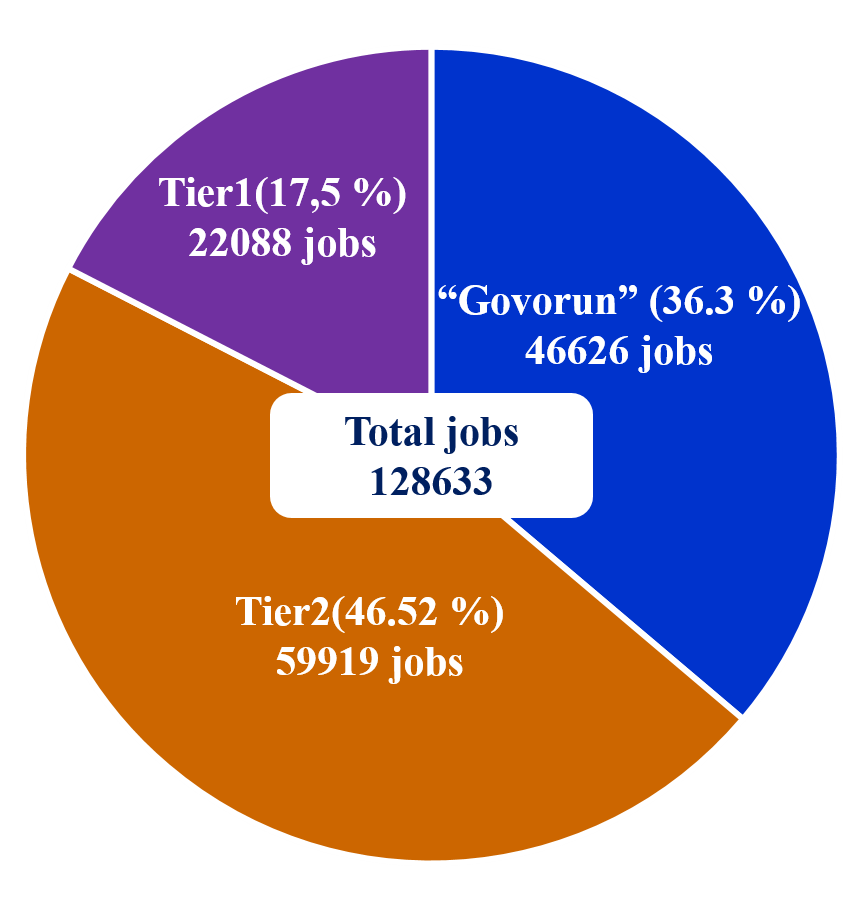 Tier1(17,5 %)
22088 jobs
“Govorun” (36.3 %)
46626 jobs
Total jobs
128633
Tier2(46.52 %)
59919 jobs